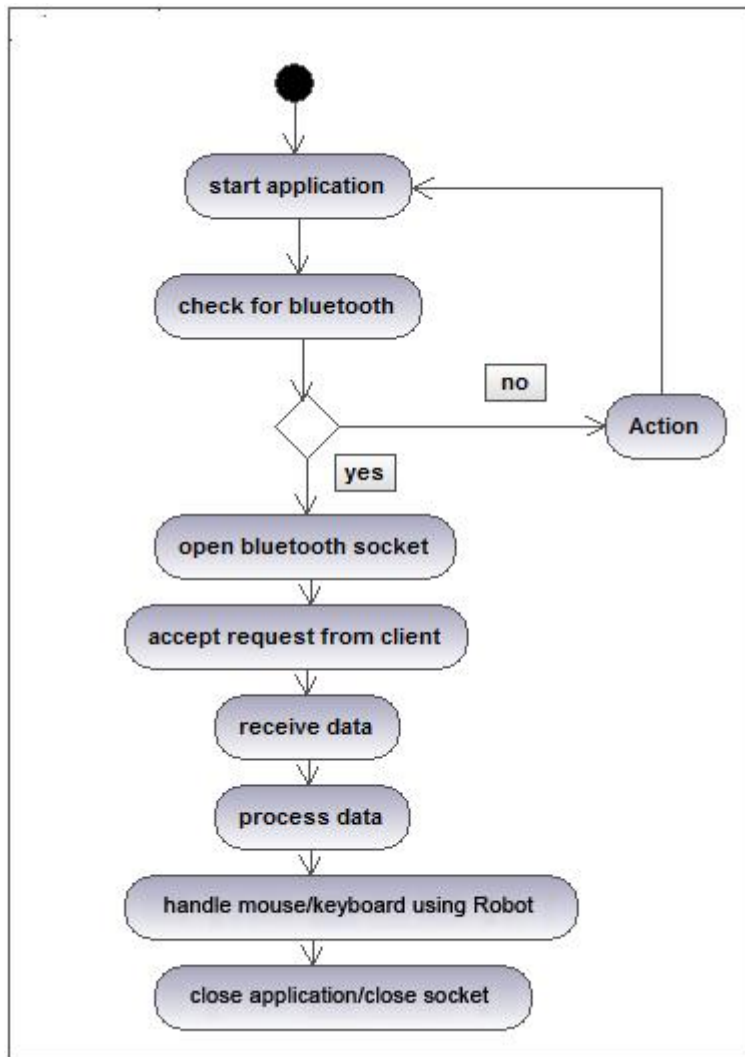 start application
check for bluetooth
no
Action
yes
open bluetooth socket
accept request from client
receive data
process data
handle mouse/keyboard using Robot
close application/close socket